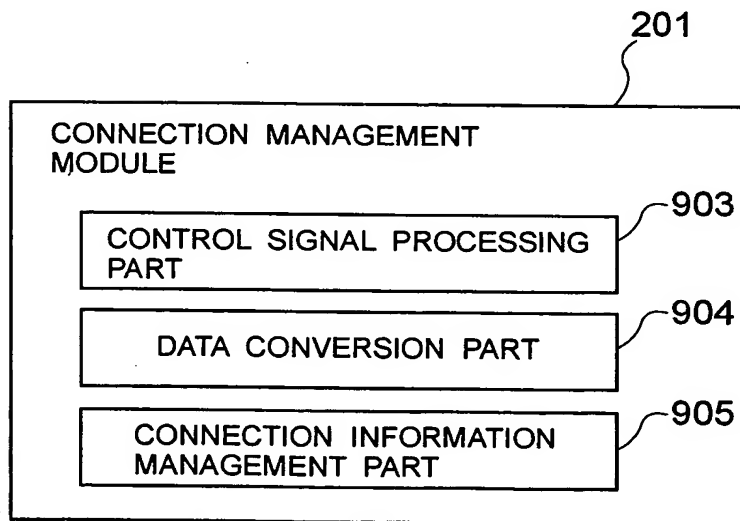 201
CONNECTION MANAGEMENT
MODULE
903
CONTROL SIGNAL PROCESSING
PART
904
DATA CONVERSION PART
905
CONNECTION INFORMATION
MANAGEMENT PART